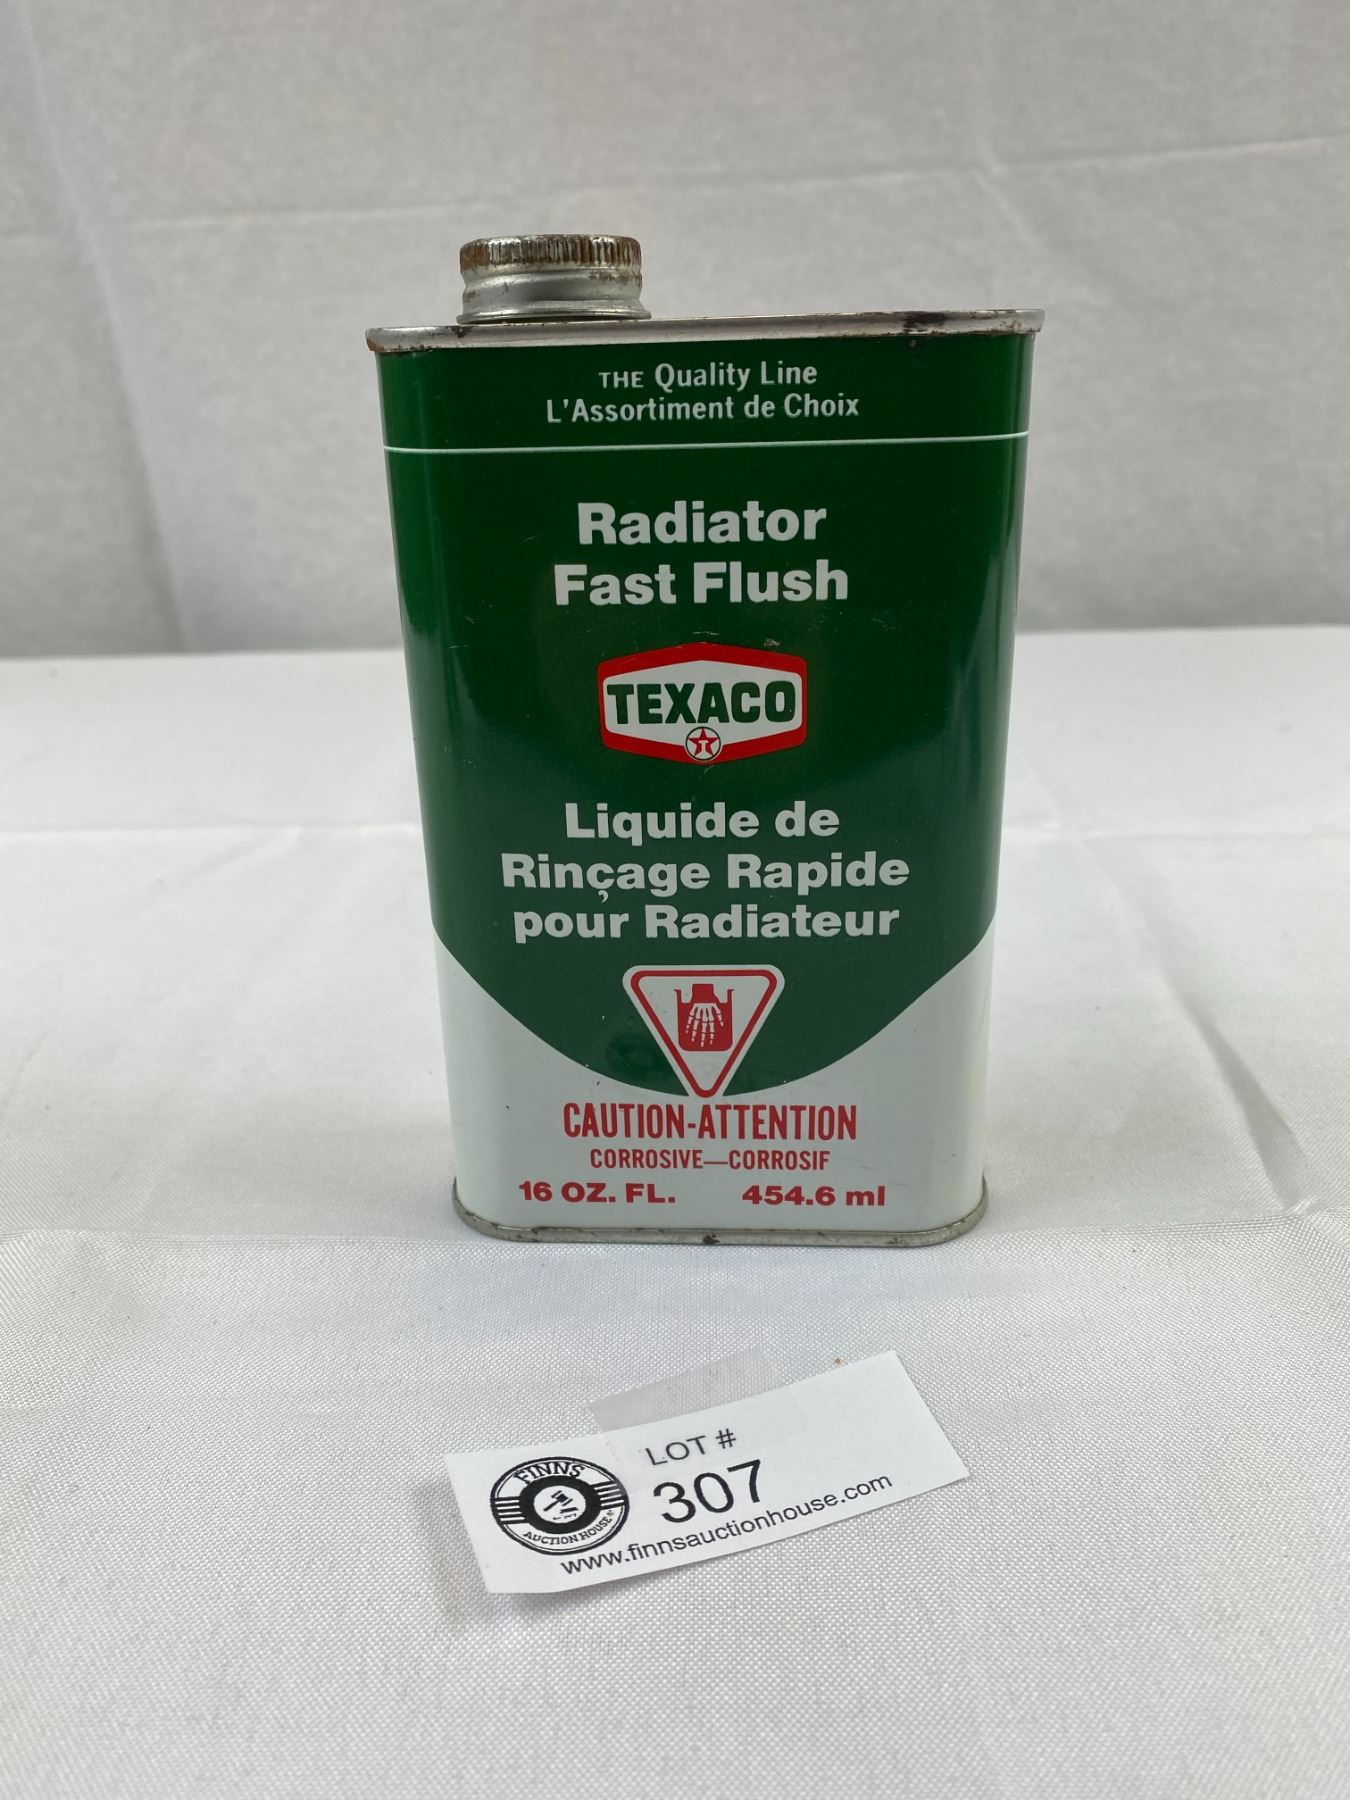 THE Quality Line
L'Assortiment de Choix
Radiator
Fast Flush
TEXACO
T
Liquide de
Rinçage Rapide
pour Radiateur
CAUTION-ATTENTION
CORROSIVE—CORROSIF
16 OZ. FL. 454.6 ml
LOT #
307
FINNS
AUCTION HOUSE
www.finnsauctionhouse.com